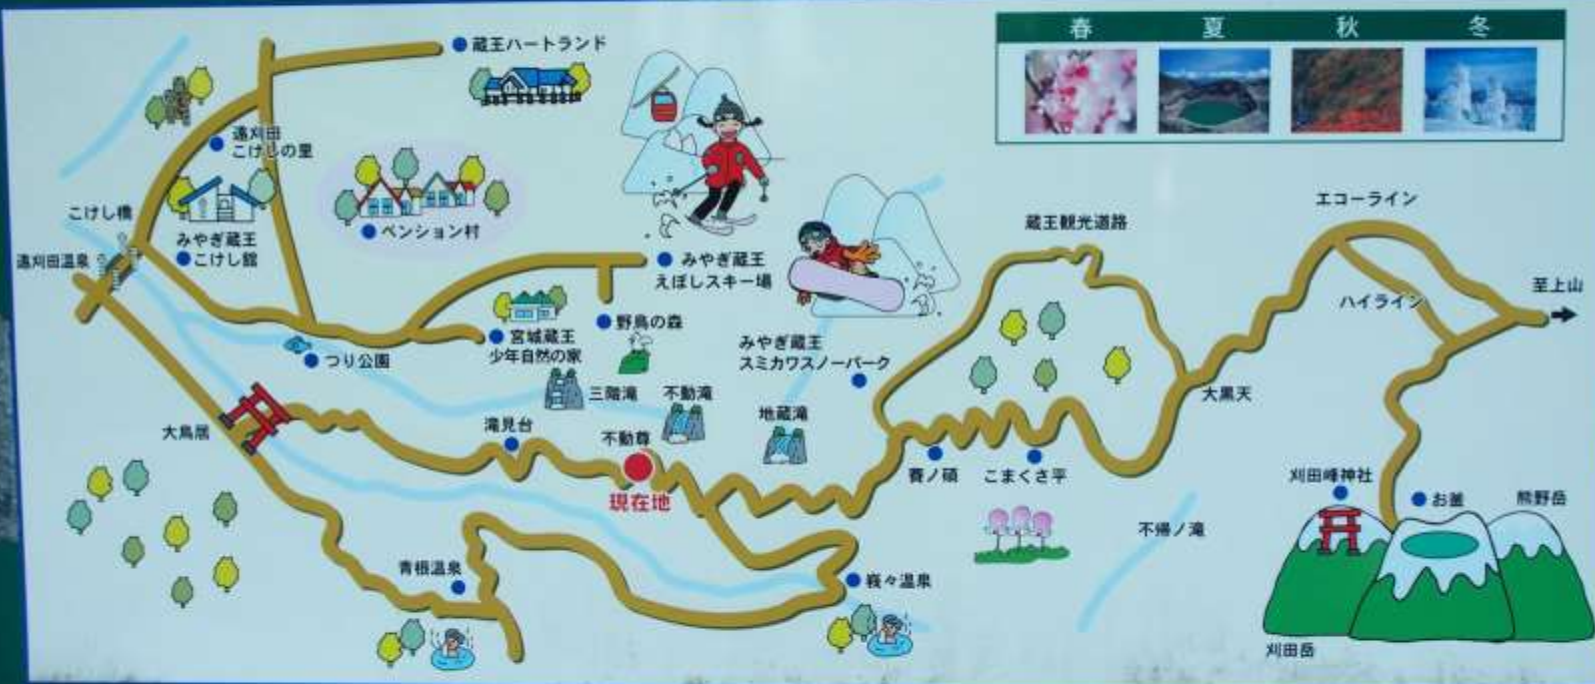 春
夏
秋
冬
蔵王ハートランド
遠刈田
こけしの里
こけし橋
遠刈田温泉
みやぎ蔵王
こけし館
ペンション村
みやぎ蔵王
えぼしスキー場
宮城蔵王
少年自然の家
野鳥の森
つり公園
みやぎ蔵王
スミカワスノーパーク
蔵王観光道路
エコーライン
ハイライン
至上山
大黒天
大鳥居
滝見台
三階滝
不動滝
不動尊
現在地
地蔵滝
賽ノ磧
こまくさ平
不帰ノ滝
刈田峰神社
お釜
熊野岳
刈田岳
青根温泉
峩々温泉